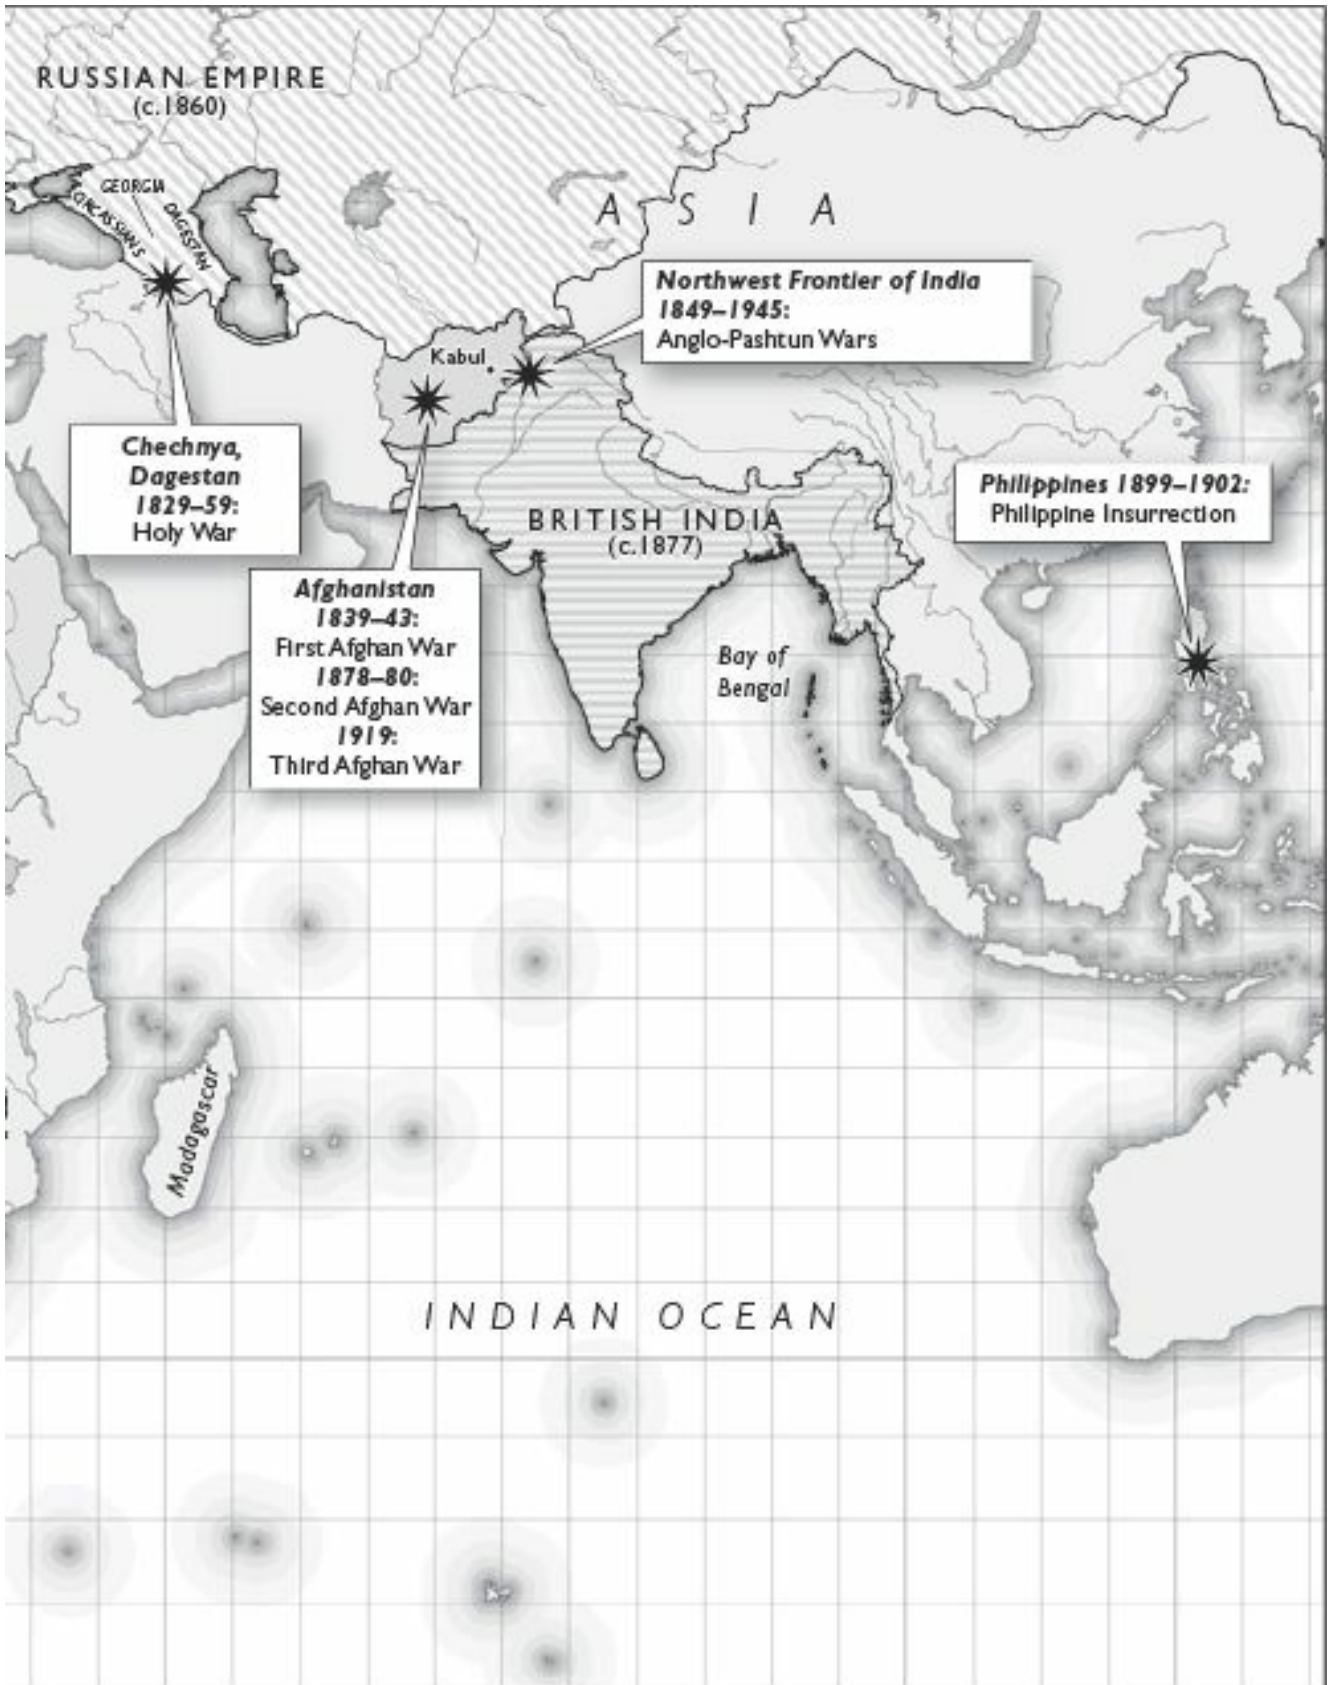 RUSSIAN EMPIRE
(c.1860)
GEORGIA
CIRCASSIANS
DAGESTAN
A S I A
Northwest Frontier of India
1849–1945:
Anglo-Pashtun Wars
Kabul
Chechnya,
Dagestan
1829–59:
Holy War
Philippines 1899–1902:
Philippine Insurrection
BRITISH INDIA
(c.1877)
Afghanistan
1839–43:
First Afghan War
1878–80:
Second Afghan War
1919:
Third Afghan War
Bay of
Bengal
Madagascar
INDIAN OCEAN